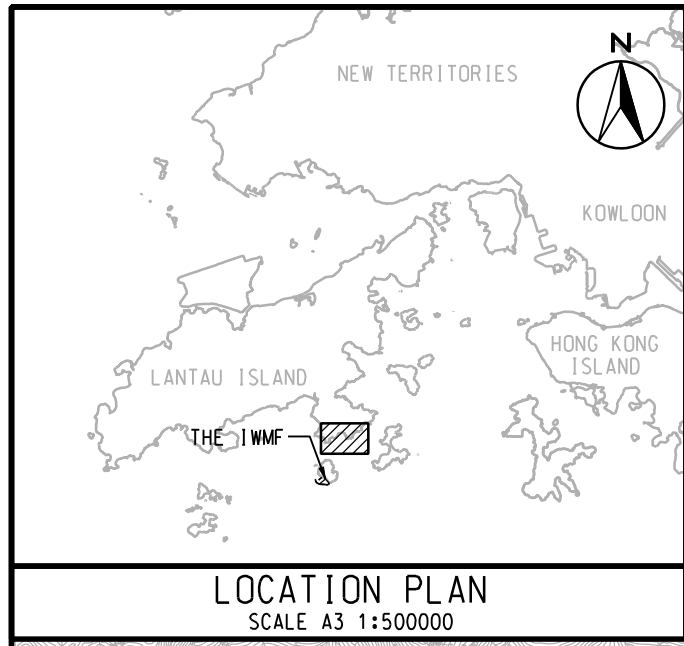 N
NEW TERRITORIES
KOWLOON
HONG KONG
ISLAND
LANTAU ISLAND
THE IWMF
LOCATION PLAN
SCALE A3 1:500000